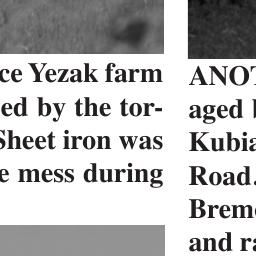 ce Yezak farm
ed by the tor-
Sheet iron was
e mess during
ANOT
aged
Kubia
Road.
Breme
and ra